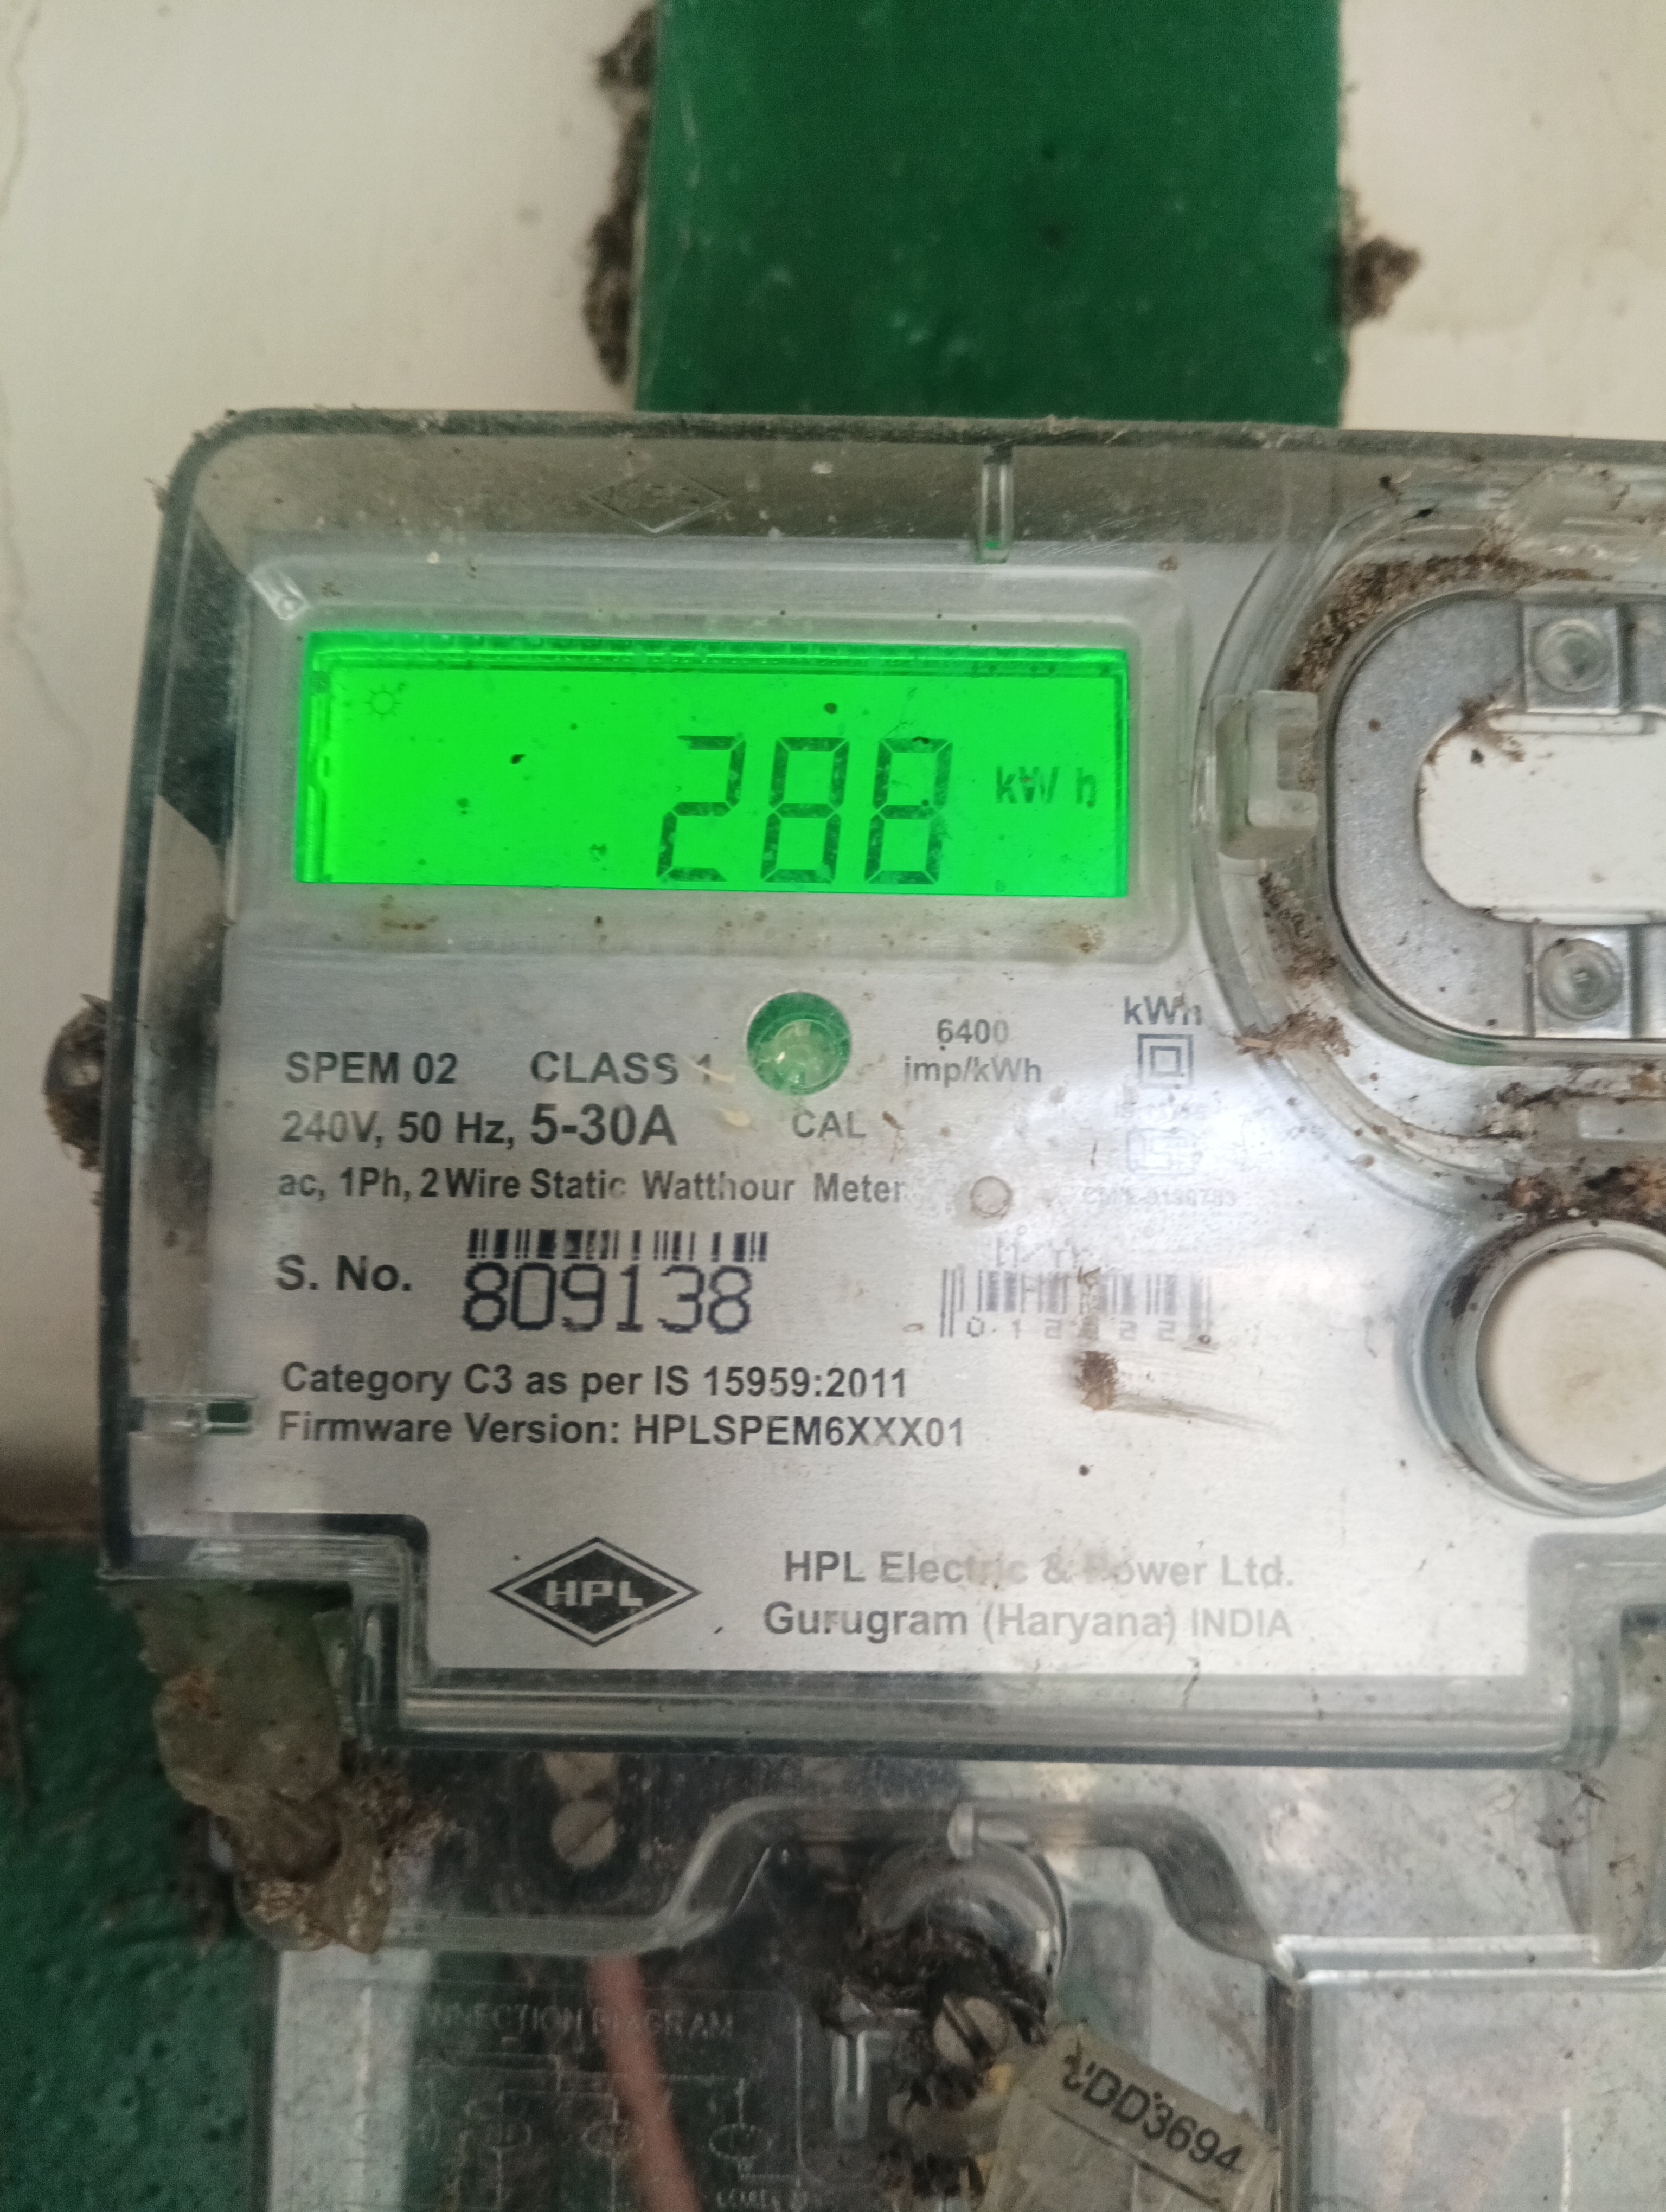 288 kWh
SPEM 02 CLASS 1
6400
imp/kWh
kWh
240V, 50 Hz, 5-30A
CAL
ac, 1Ph, 2 Wire Static Watthour Meter
S. No. 809138
Category C3 as per IS 15959:2011
Firmware Version: HPLSPEM6XXX01
HPL
HPL Electric & Power Ltd.
Gurugram (Haryana) INDIA
DIAGRAM